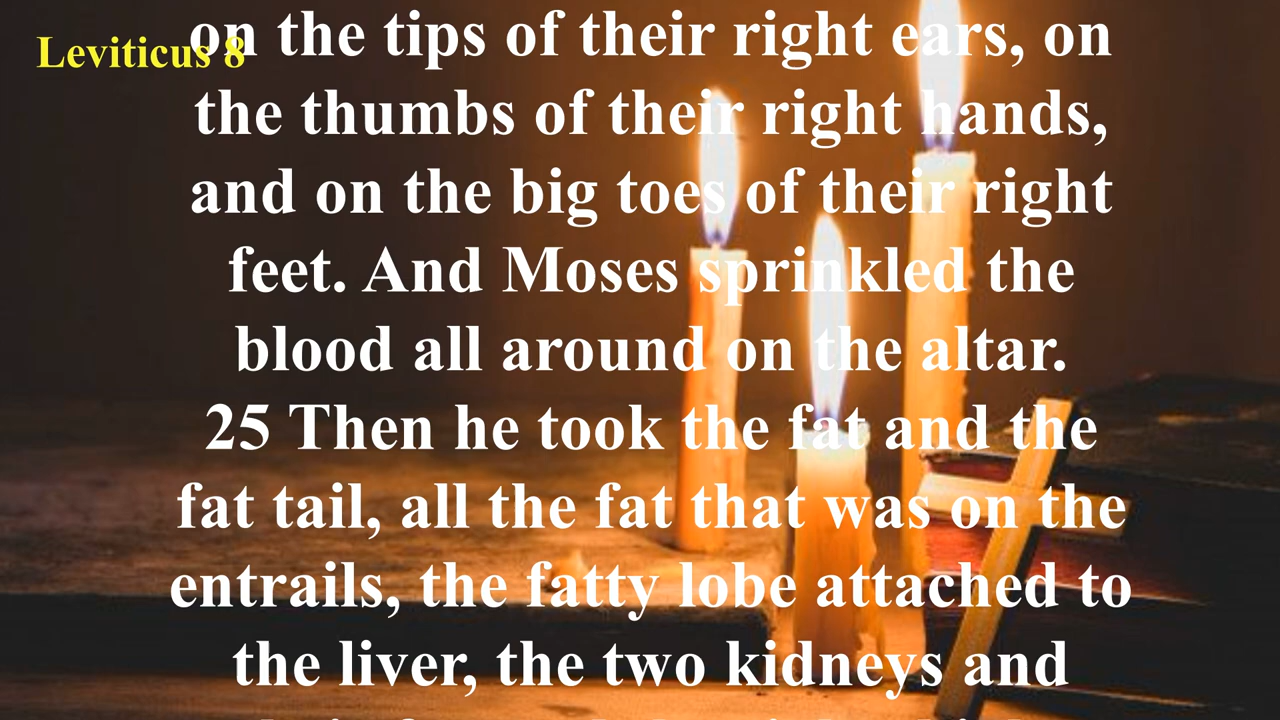 Leviticus 8
on the tips of their right ears, on
the thumbs of their right hands,
and on the big toes of their right
feet. And Moses sprinkled the
blood all around on the altar.
25 Then he took the fat and the
fat tail, all the fat that was on the
entrails, the fatty lobe attached to
the liver, the two kidneys and